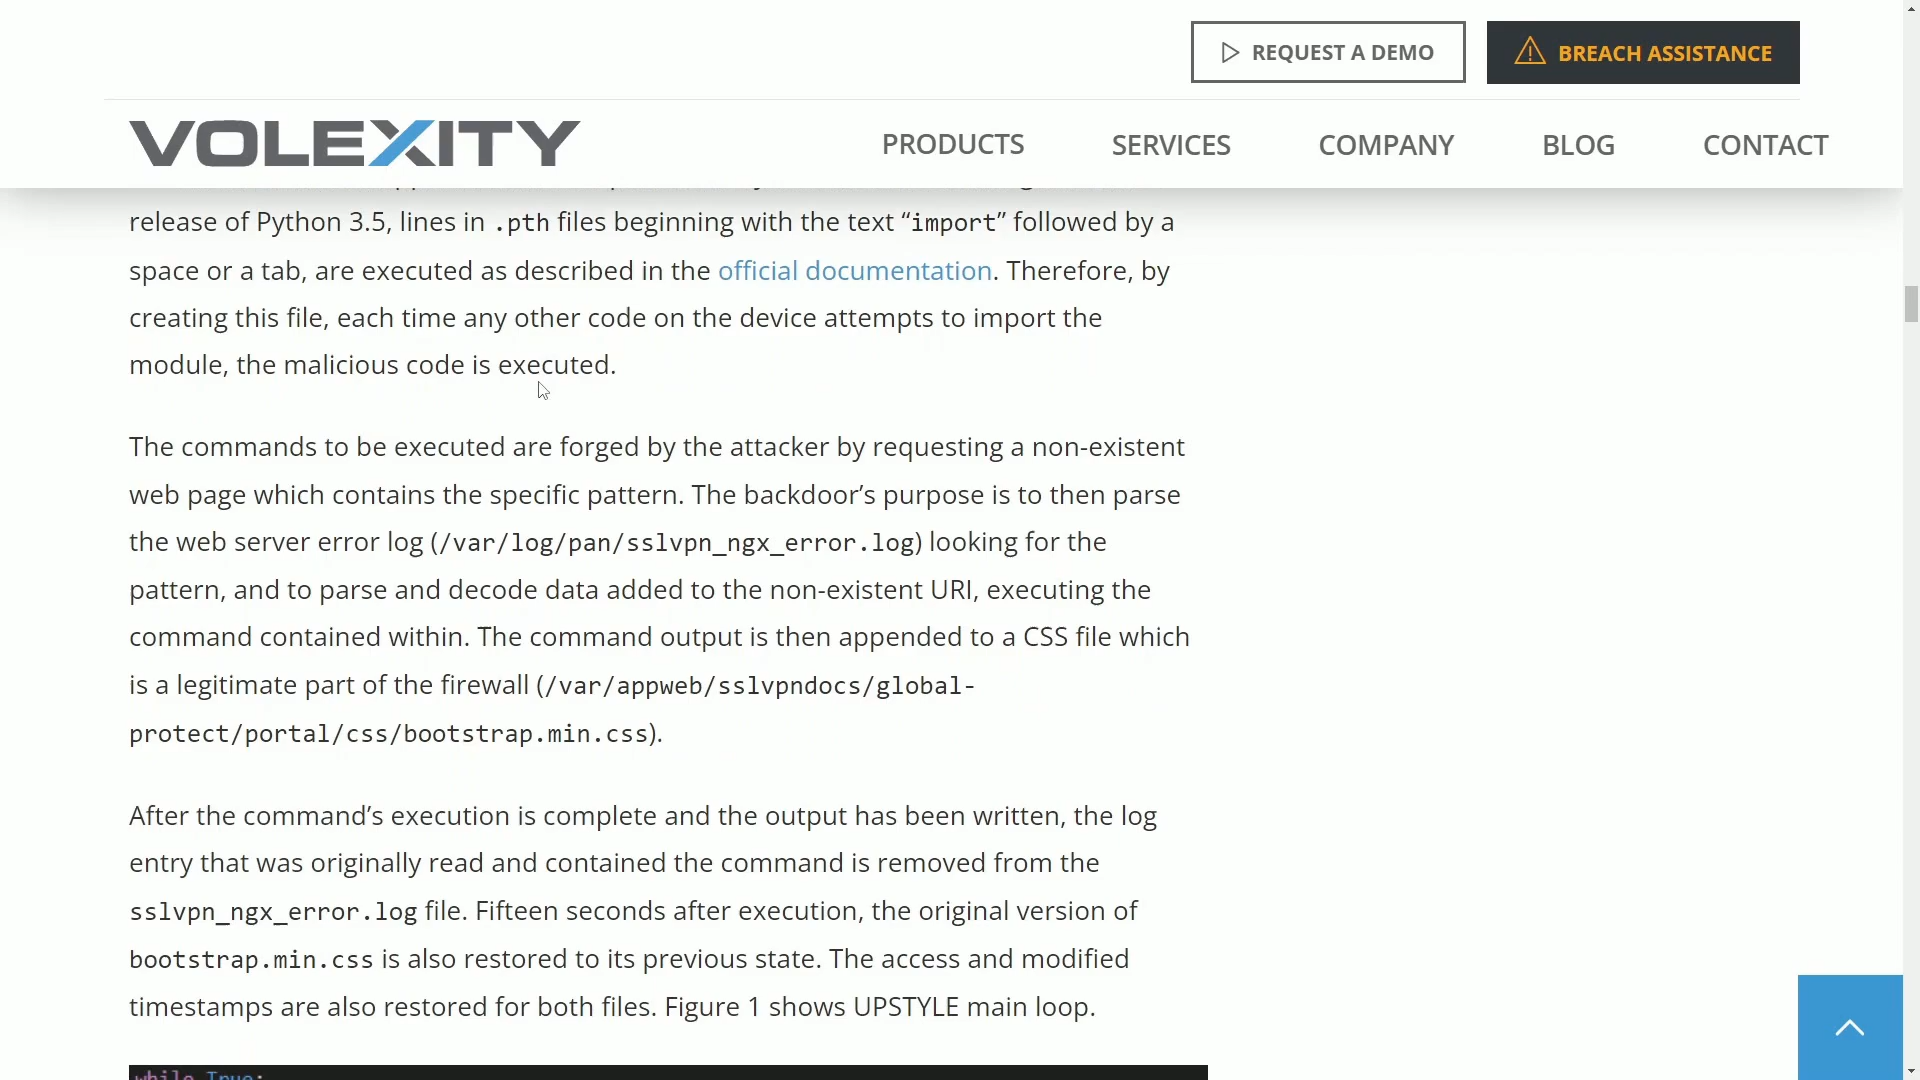 REQUEST A DEMO
BREACH ASSISTANCE
VOLEXITY
PRODUCTS
SERVICES
COMPANY
BLOG
CONTACT
release of Python 3.5, lines in .pth files beginning with the text “import” followed by a
space or a tab, are executed as described in the official documentation. Therefore, by
creating this file, each time any other code on the device attempts to import the
module, the malicious code is executed.
The commands to be executed are forged by the attacker by requesting a non-existent
web page which contains the specific pattern. The backdoor’s purpose is to then parse
the web server error log (/var/log/pan/sslvpn_ngx_error.log) looking for the
pattern, and to parse and decode data added to the non-existent URI, executing the
command contained within. The command output is then appended to a CSS file which
is a legitimate part of the firewall (/var/appweb/sslvpndocs/global-
protect/portal/css/bootstrap.min.css).
After the command’s execution is complete and the output has been written, the log
entry that was originally read and contained the command is removed from the
sslvpn_ngx_error.log file. Fifteen seconds after execution, the original version of
bootstrap.min.css is also restored to its previous state. The access and modified
timestamps are also restored for both files. Figure 1 shows UPSTYLE main loop.
while True: